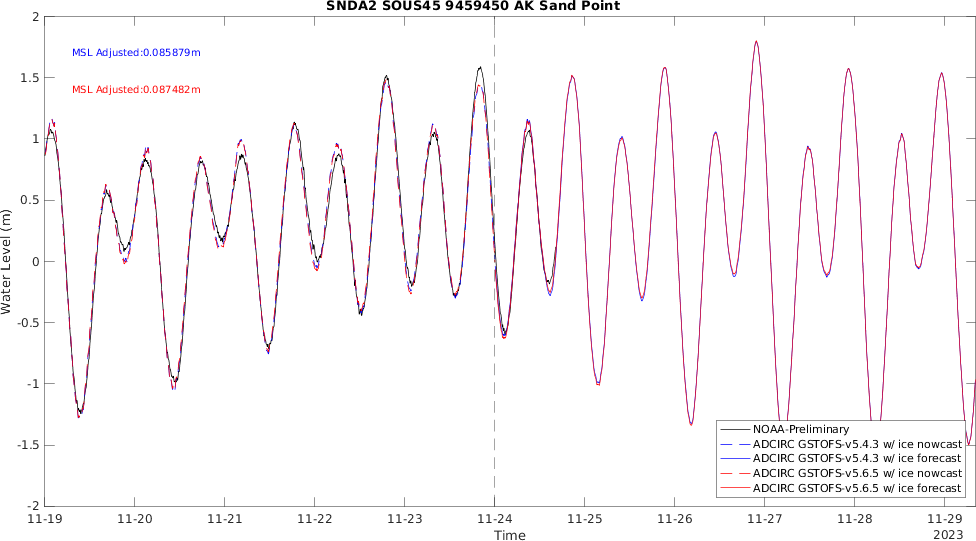 SNDA2 SOUS45 9459450 AK Sand Point
2
1.5
1
0.5
0
-0.5
-1
-1.5
-2
Water Level (m)
MSL Adjusted:0.085879m
MSL Adjusted:0.087482m
NOAA-Preliminary
ADCIRC GSTOFS-v5.4.3 w/ ice nowcast
ADCIRC GSTOFS-v5.4.3 w/ ice forecast
ADCIRC GSTOFS-v5.6.5 w/ ice nowcast
ADCIRC GSTOFS-v5.6.5 w/ ice forecast
11-19 11-20 11-21 11-22 11-23 11-24 11-25 11-26 11-27 11-28 11-29
2023
Time